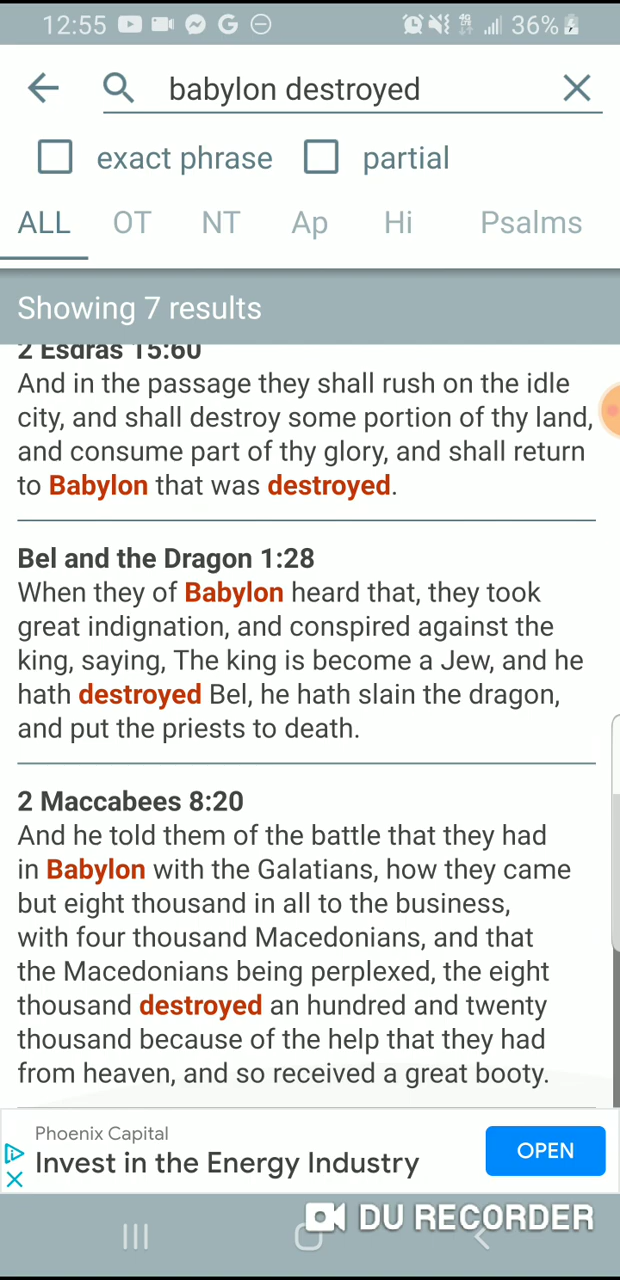 12:55
36%
babylon destroyed
exact phrase partial
ALL OT NT Ap Hi Psalms
Showing 7 results
2 Esdras 15:60
And in the passage they shall rush on the idle
city, and shall destroy some portion of thy land,
and consume part of thy glory, and shall return
to Babylon that was destroyed.
Bel and the Dragon 1:28
When they of Babylon heard that, they took
great indignation, and conspired against the
king, saying, The king is become a Jew, and he
hath destroyed Bel, he hath slain the dragon,
and put the priests to death.
2 Maccabees 8:20
And he told them of the battle that they had
in Babylon with the Galatians, how they came
but eight thousand in all to the business,
with four thousand Macedonians, and that
the Macedonians being perplexed, the eight
thousand destroyed an hundred and twenty
thousand because of the help that they had
from heaven, and so received a great booty.
Phoenix Capital
Invest in the Energy Industry
OPEN
DU RECORDER